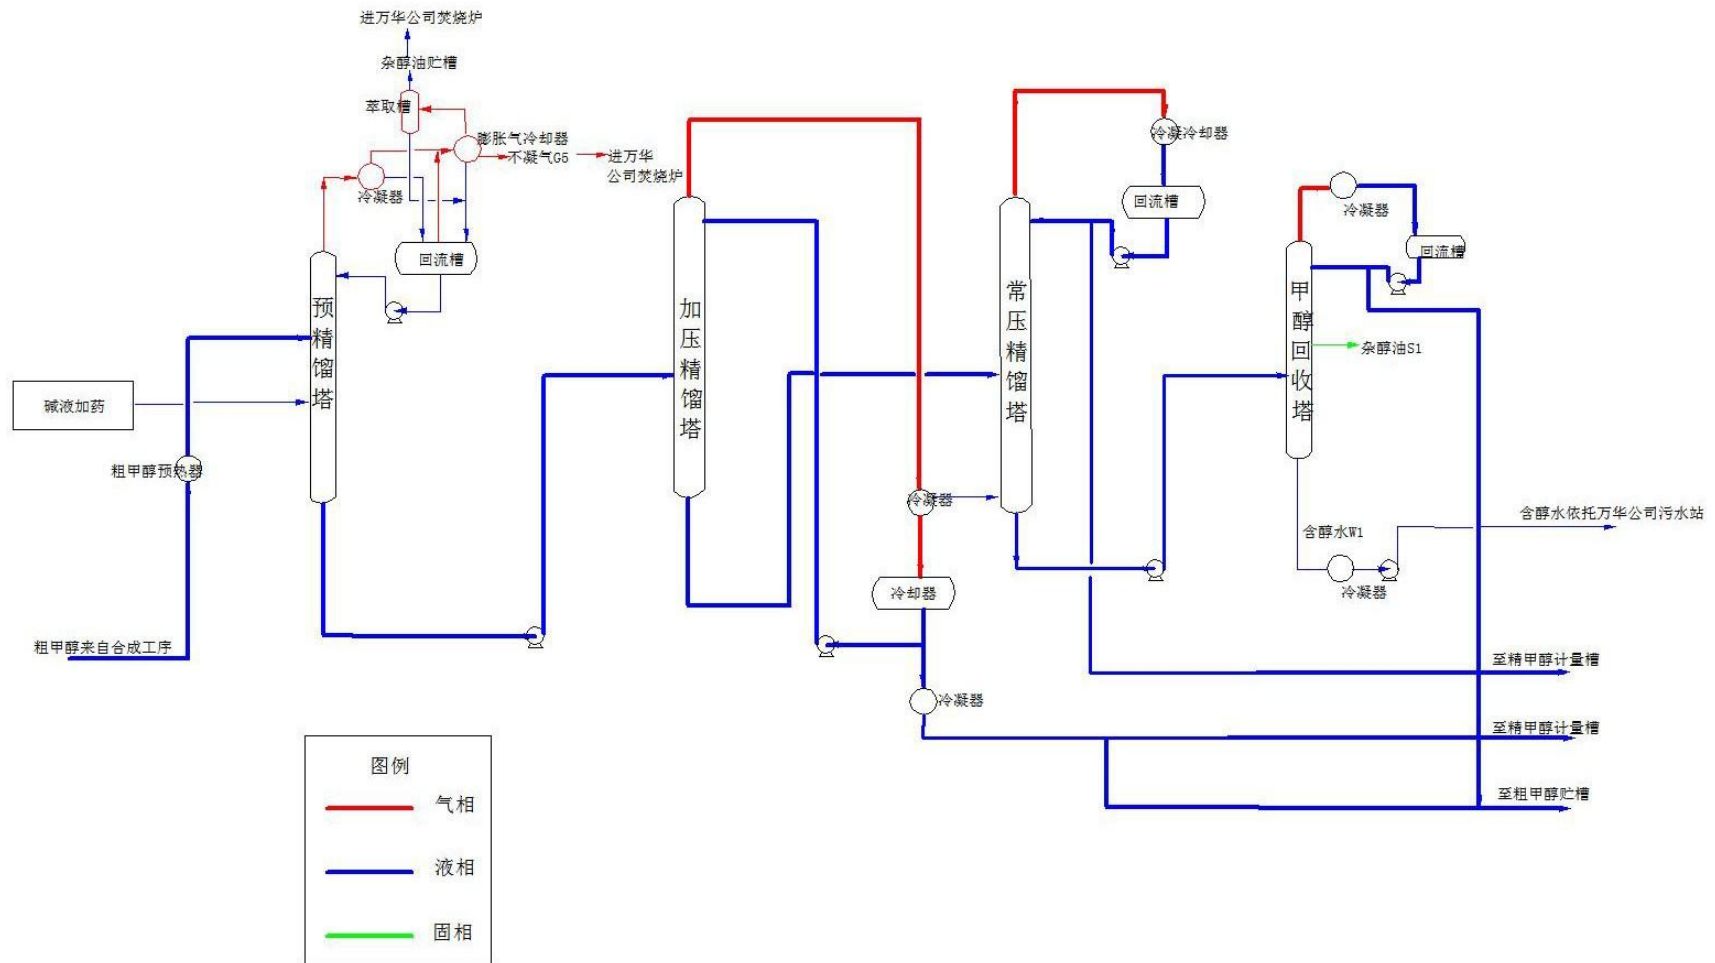 进万华公司焚烧炉
杂醇油贮槽
萃取槽
膨胀气冷却器
不凝气G5
进万华
公司焚烧炉
冷凝器
回流槽
预精馏塔
碱液加药
粗甲醇预热器
粗甲醇来自合成工序
加压精馏塔
冷凝器
冷却器
冷凝器
常压精馏塔
冷凝冷却器
回流槽
甲醇回收塔
冷凝器
回流槽
杂醇油S1
含醇水W1
冷凝器
含醇水依托万华公司污水站
至精甲醇计量槽
至精甲醇计量槽
至粗甲醇贮槽
图例
气相
液相
固相